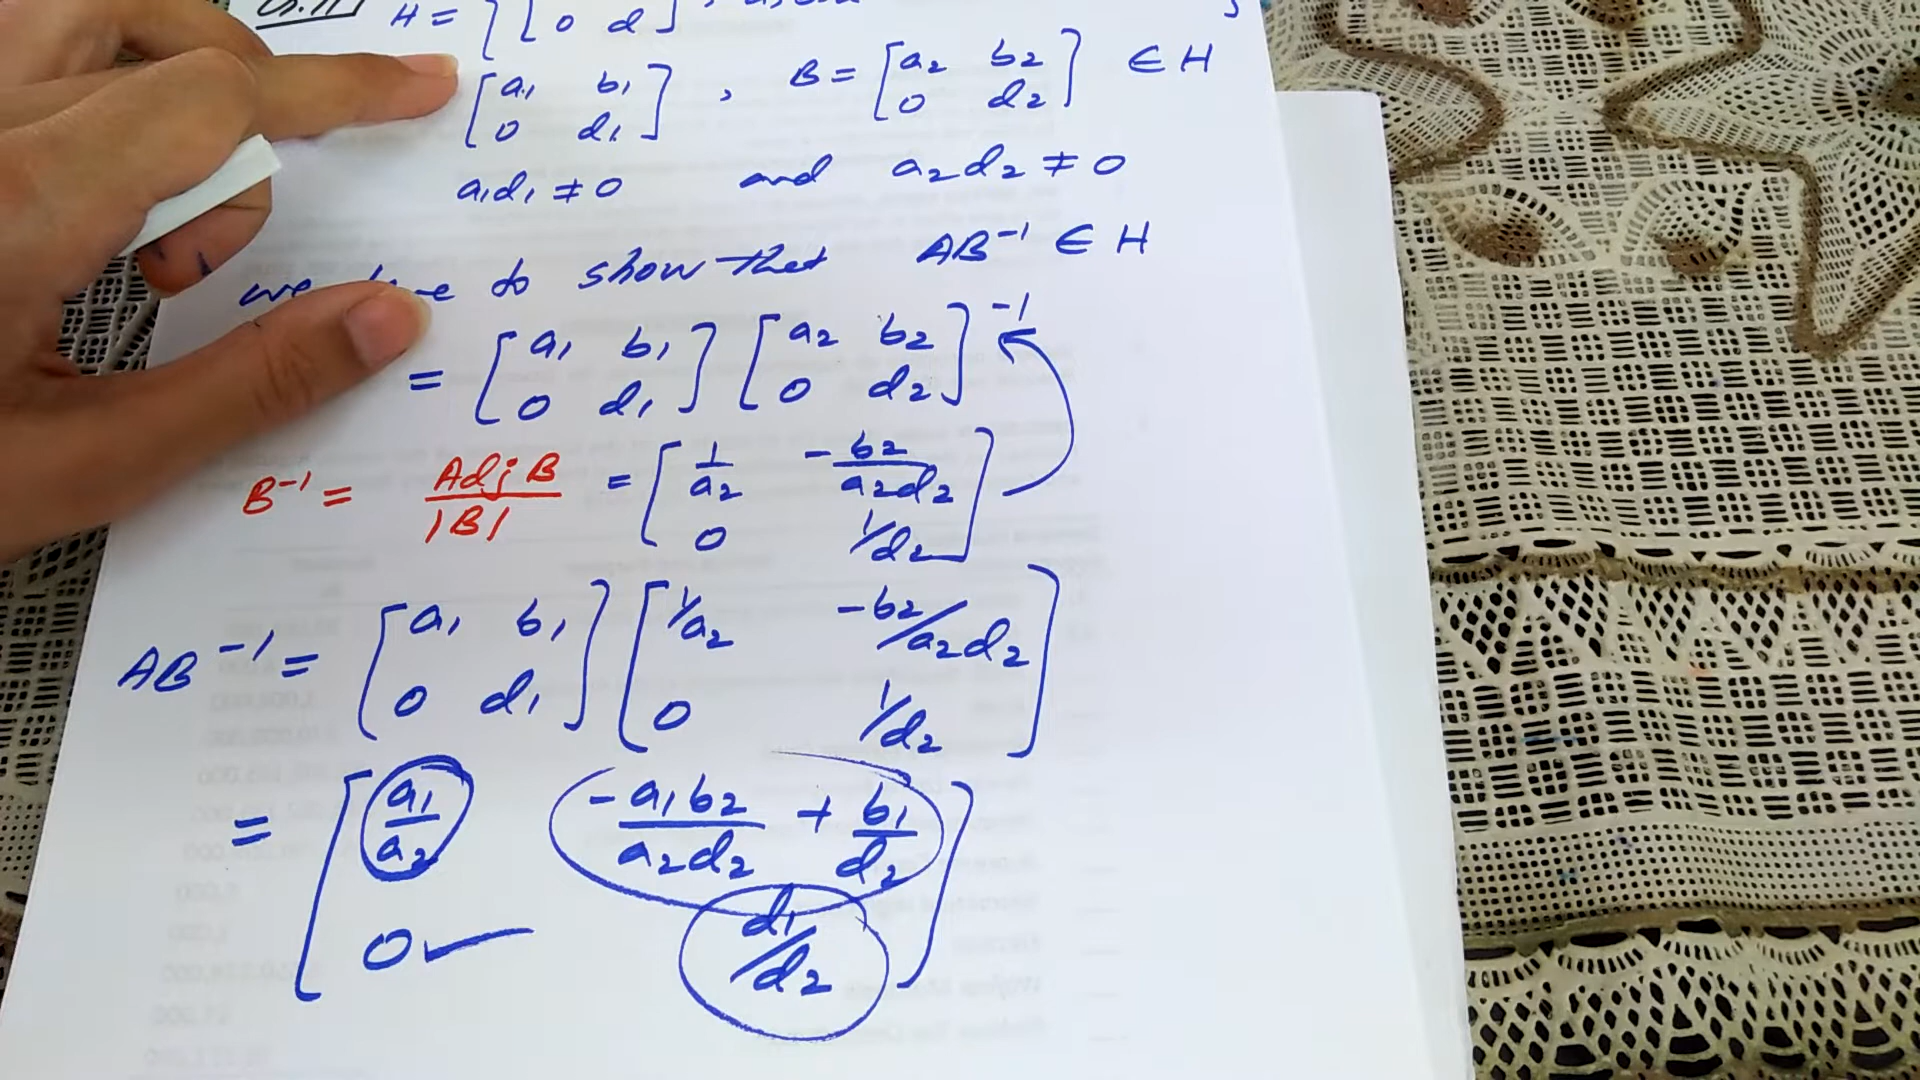 H = { [ 0 d ] ,
[ a1 b1 0 d1 ] , B = [ a2 b2 0 d2 ] ∈ H
a1d1 ≠ 0 and a2d2 ≠ 0
we to show that AB⁻¹ ∈ H
= [ a1 b1 0 d1 ] [ a2 b2 0 d2 ]⁻¹
B⁻¹ = Adj B / |B| = [ 1/a2 -b2/a2d2 0 1/d2 ]
AB⁻¹ = [ a1 b1 0 d1 ] [ 1/a2 -b2/a2d2 0 1/d2 ]
= [ a1/a2 -a1b2/a2d2 + b1/d2 0 ✓ d1/d2 ]